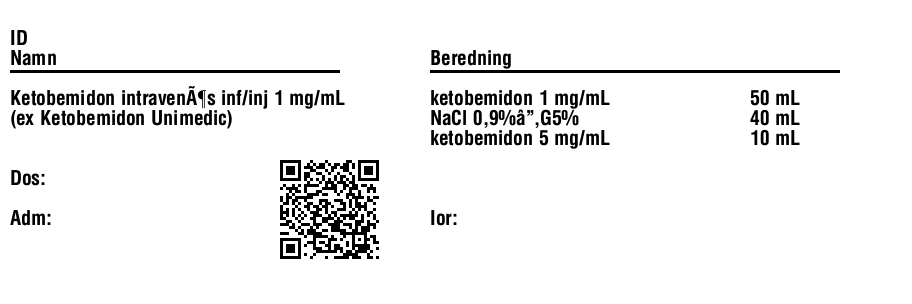 ID
Namn
Beredning
Ketobemidon intravenÃ¶s inf/inj 1 mg/mL
(ex Ketobemidon Unimedic)
ketobemidon 1 mg/mL 50 mL
NaCl 0,9%â”‚G5% 40 mL
ketobemidon 5 mg/mL 10 mL
Dos:
Adm:
Ior: